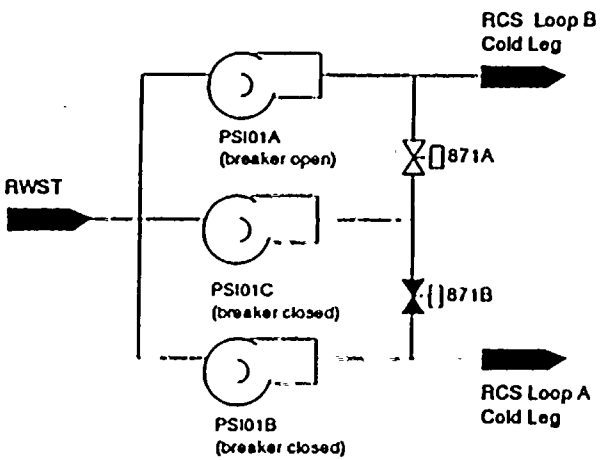 RCS Loop B
Cold Leg
PSI01A
(breaker open)
871A
RWST
PSI01C
(breaker closed)
871B
RCS Loop A
Cold Leg
PSI01B
(breaker closed)